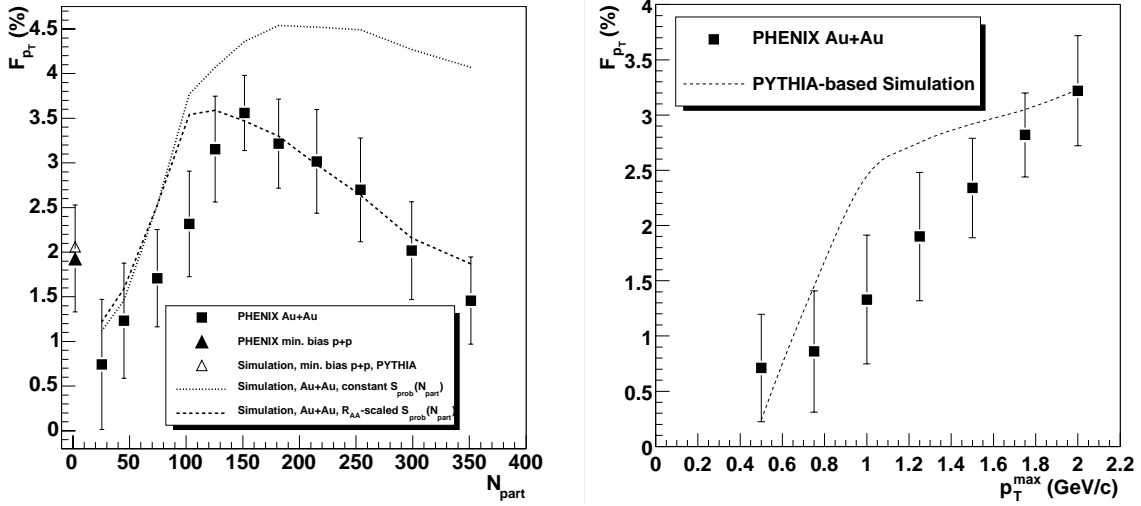 F_pT (%)
4.5
4
3.5
3
2.5
2
1.5
1
0.5
0
PHENIX Au+Au
PHENIX min. bias p+p
Simulation, min. bias p+p, PYTHIA
Simulation, Au+Au, constant S_prob(N_part)
Simulation, Au+Au, R_AA-scaled S_prob(N_part)
0 50 100 150 200 250 300 350 400
N_part
F_pT (%)
4
3.5
3
2.5
2
1.5
1
0.5
0
PHENIX Au+Au
PYTHIA-based Simulation
0 0.2 0.4 0.6 0.8 1 1.2 1.4 1.6 1.8 2 2.2
p_T^max (GeV/c)